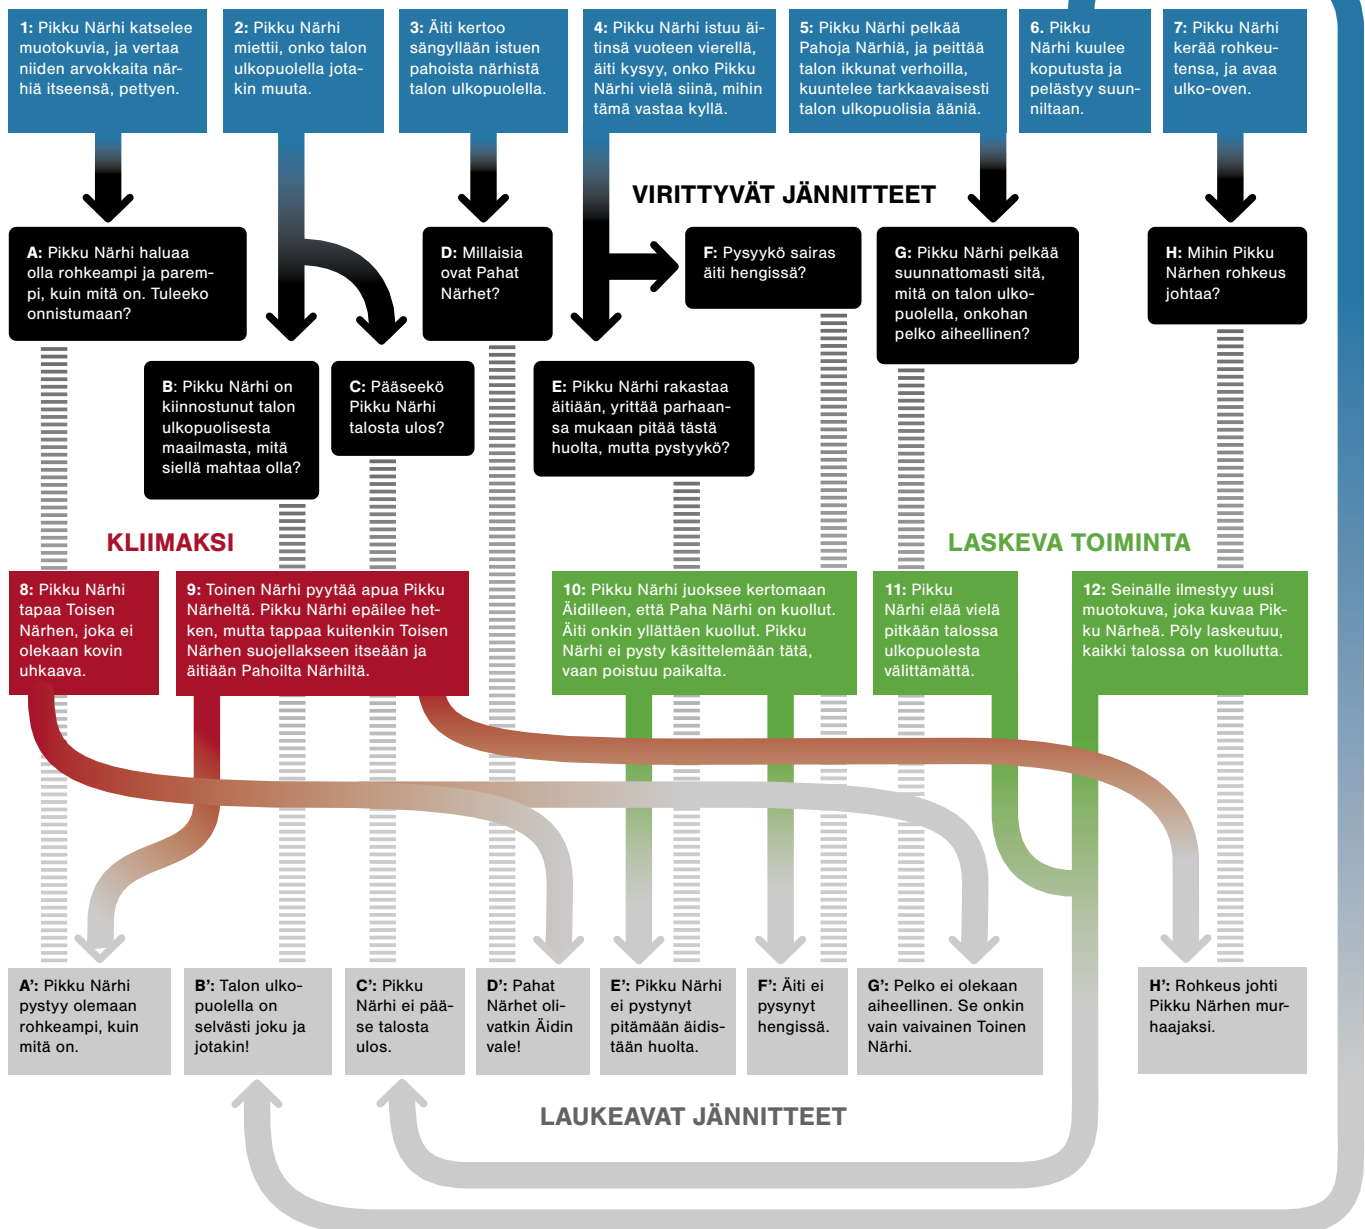 1: Pikku Närhi katselee
muotokuvia, ja vertaa
niiden arvokkaita när-
hiä itseensä, pettyen.
2: Pikku Närhi
miettii, onko talon
ulkopuolella jota-
kin muuta.
3: Äiti kertoo
sängyllään istuen
pahoista närhistä
talon ulkopuolella.
4: Pikku Närhi istuu äi-
tinsä vuoteen vierellä,
äiti kysyy, onko Pikku
Närhi vielä siinä, mihin
tämä vastaa kyllä.
5: Pikku Närhi pelkää
Pahoja Närhiä, ja peittää
talon ikkunat verhoilla,
kuuntelee tarkkaavaisesti
talon ulkopuolisia ääniä.
6. Pikku
Närhi kuulee
koputusta ja
pelästyy suun-
niltaan.
7: Pikku Närhi
kerää rohkeu-
tensa, ja avaa
ulko-oven.
VIRITTYVÄT JÄNNITTEET
A: Pikku Närhi haluaa
olla rohkeampi ja parem-
pi, kuin mitä on. Tuleeko
onnistumaan?
D: Millaisia
ovat Pahat
Närhet?
F: Pysyykö sairas
äiti hengissä?
G: Pikku Närhi pelkää
suunnattomasti sitä,
mitä on talon ulko-
puolella, onkohan
pelko aiheellinen?
H: Mihin Pikku
Närhen rohkeus
johtaa?
B: Pikku Närhi on
kiinnostunut talon
ulkopuolisesta
maailmasta, mitä
siellä mahtaa olla?
C: Pääseekö
Pikku Närhi
talosta ulos?
E: Pikku Närhi rakastaa
äitiään, yrittää parhaan-
sa mukaan pitää tästä
huolta, mutta pystyykö?
KLIIMAKSI
LASKEVA TOIMINTA
8: Pikku Närhi
tapaa Toisen
Närhen, joka ei
olekaan kovin
uhkaava.
9: Toinen Närhi pyytää apua Pikku
Närheltä. Pikku Närhi epäilee het-
ken, mutta tappaa kuitenkin Toisen
Närhen suojellakseen itseään ja
äitiään Pahoilta Närhiltä.
10: Pikku Närhi juoksee kertomaan
Äidilleen, että Paha Närhi on kuollut.
Äiti onkin yllättäen kuollut. Pikku
Närhi ei pysty käsittelemään tätä,
vaan poistuu paikalta.
11: Pikku
Närhi elää vielä
pitkään talossa
ulkopuolesta
välittämättä.
12: Seinälle ilmestyy uusi
muotokuva, joka kuvaa Pik-
ku Närheä. Pöly laskeutuu,
kaikki talossa on kuollutta.
A': Pikku Närhi
pystyy olemaan
rohkeampi, kuin
mitä on.
B': Talon ulko-
puolella on
selvästi joku ja
jotakin!
C': Pikku
Närhi ei pää-
se talosta
ulos.
D': Pahat
Närhet oli-
vatkin Äidin
vale!
E': Pikku Närhi
ei pystynyt
pitämään äidis-
tään huolta.
F': Äiti ei
pysynyt
hengissä.
G': Pelko ei olekaan
aiheellinen. Se onkin
vain vaivainen Toinen
Närhi.
H': Rohkeus johti
Pikku Närhen mur-
haajaksi.
LAUKEAVAT JÄNNITTEET